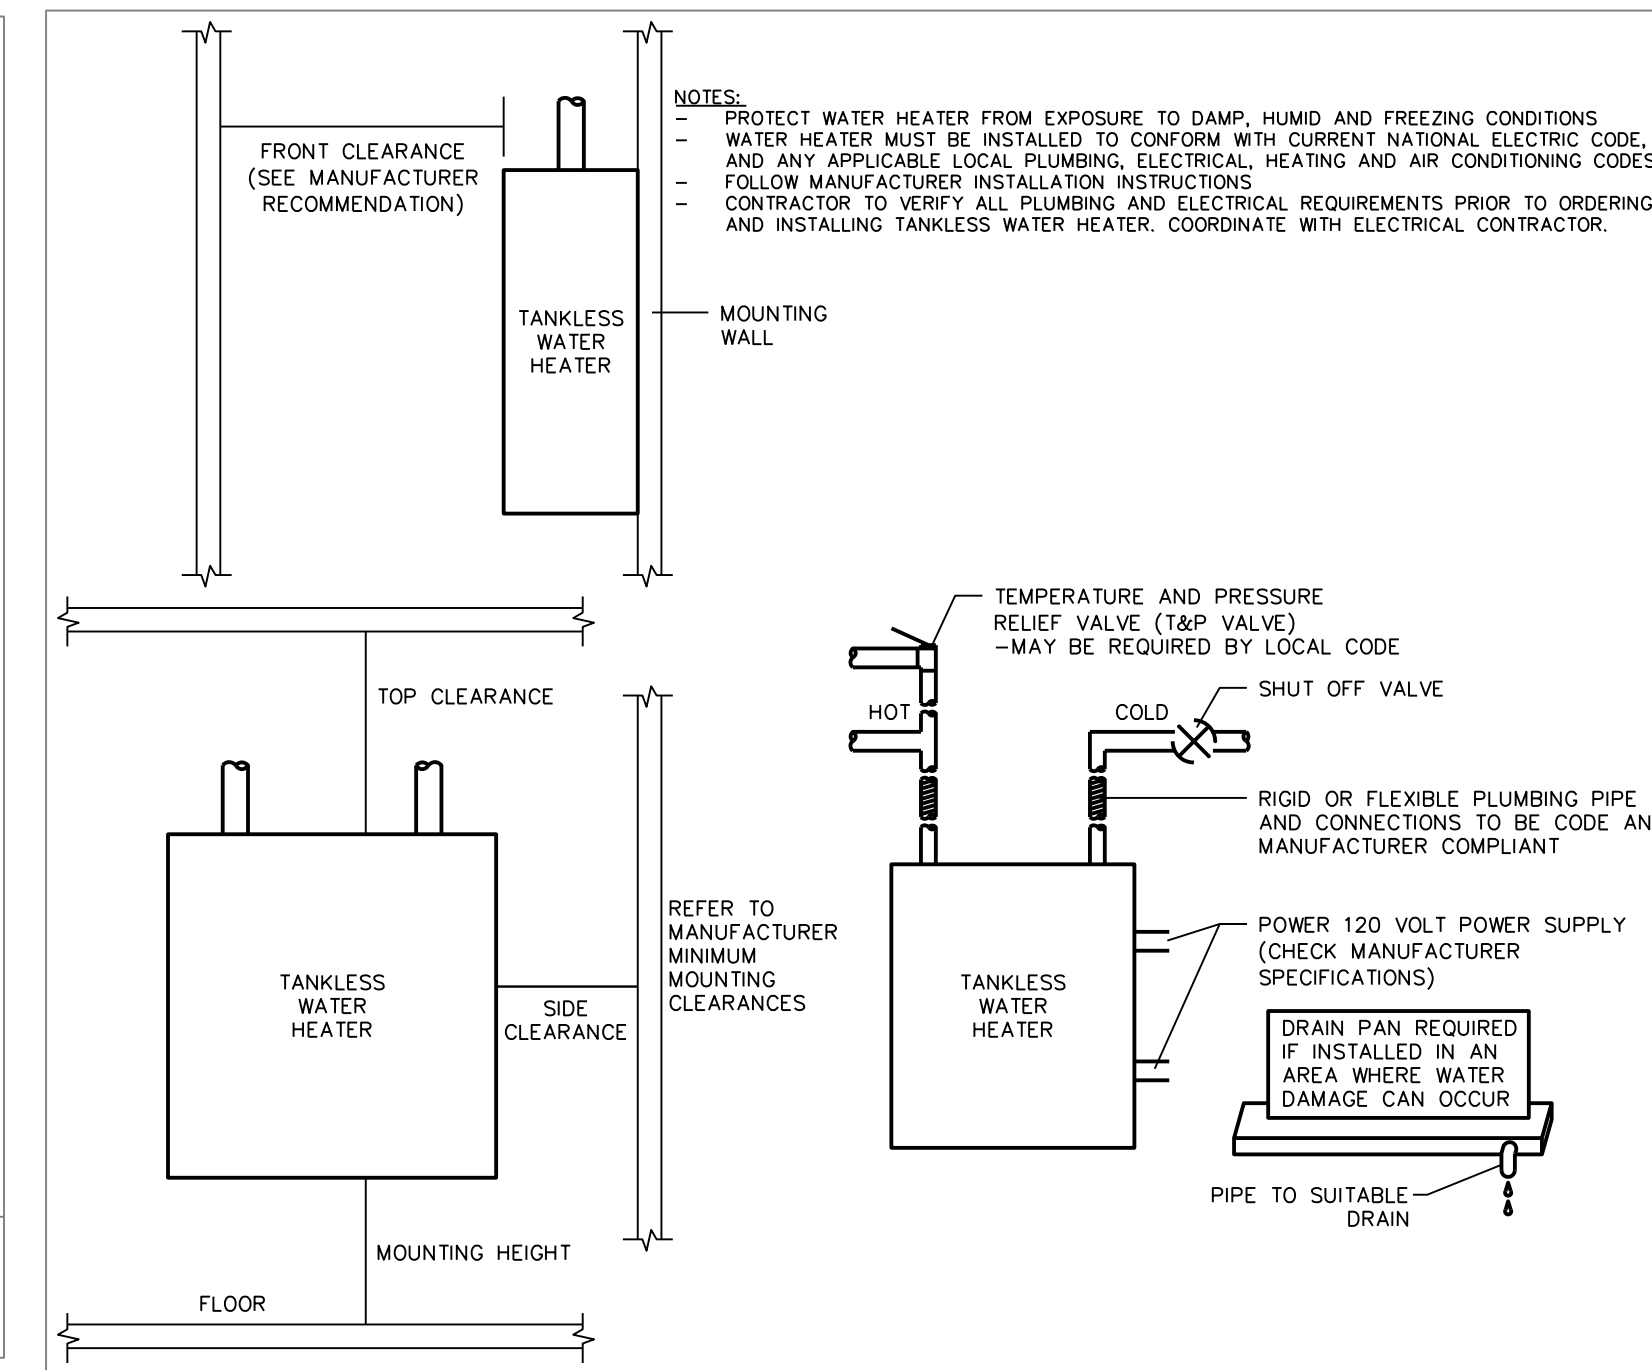 NOTES:
- PROTECT WATER HEATER FROM EXPOSURE TO DAMP, HUMID AND FREEZING CONDITIONS
- WATER HEATER MUST BE INSTALLED TO CONFORM WITH CURRENT NATIONAL ELECTRIC CODE,
AND ANY APPLICABLE LOCAL PLUMBING, ELECTRICAL, HEATING AND AIR CONDITIONING CODES
- FOLLOW MANUFACTURER INSTALLATION INSTRUCTIONS
- CONTRACTOR TO VERIFY ALL PLUMBING AND ELECTRICAL REQUIREMENTS PRIOR TO ORDERING
AND INSTALLING TANKLESS WATER HEATER. COORDINATE WITH ELECTRICAL CONTRACTOR.
FRONT CLEARANCE
(SEE MANUFACTURER
RECOMMENDATION)
TANKLESS
WATER
HEATER
MOUNTING
WALL
TOP CLEARANCE
TANKLESS
WATER
HEATER
SIDE
CLEARANCE
REFER TO
MANUFACTURER
MINIMUM
MOUNTING
CLEARANCES
MOUNTING HEIGHT
FLOOR
TEMPERATURE AND PRESSURE
RELIEF VALVE (T&P VALVE)
-MAY BE REQUIRED BY LOCAL CODE
HOT
COLD
SHUT OFF VALVE
RIGID OR FLEXIBLE PLUMBING PIPE
AND CONNECTIONS TO BE CODE AN
MANUFACTURER COMPLIANT
TANKLESS
WATER
HEATER
POWER 120 VOLT POWER SUPPLY
(CHECK MANUFACTURER
SPECIFICATIONS)
DRAIN PAN REQUIRED
IF INSTALLED IN AN
AREA WHERE WATER
DAMAGE CAN OCCUR
PIPE TO SUITABLE
DRAIN